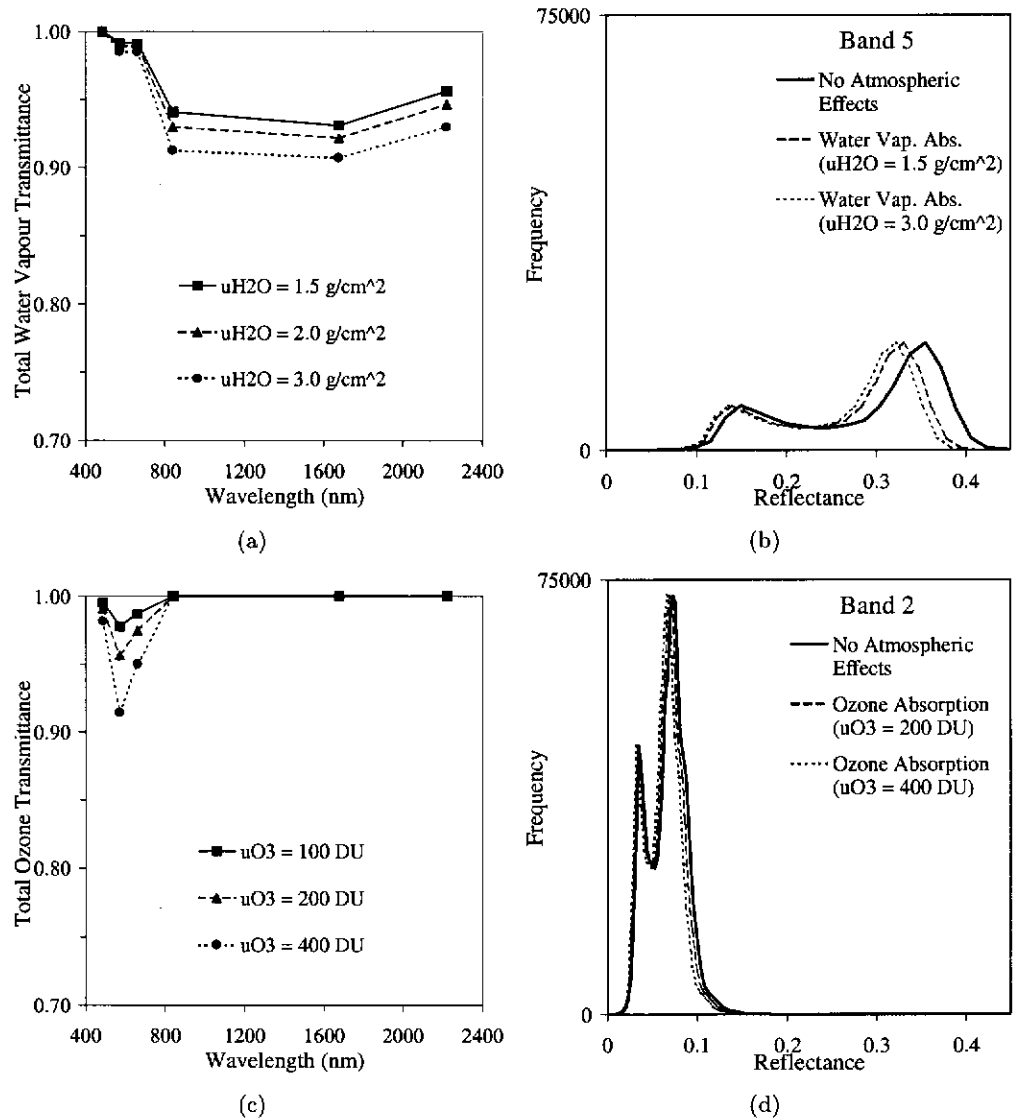 1.00
0.90
0.80
0.70
Total Water Vapour Transmittance
uH2O = 1.5 g/cm^2
uH2O = 2.0 g/cm^2
uH2O = 3.0 g/cm^2
400 800 1200 1600 2000 2400
Wavelength (nm)
(a)
75000
Frequency
0
Band 5
No Atmospheric
Effects
Water Vap. Abs.
(uH2O = 1.5 g/cm^2)
Water Vap. Abs.
(uH2O = 3.0 g/cm^2)
0 0.1 0.2 0.3 0.4
Reflectance
(b)
1.00
0.90
0.80
0.70
Total Ozone Transmittance
uO3 = 100 DU
uO3 = 200 DU
uO3 = 400 DU
400 800 1200 1600 2000 2400
Wavelength (nm)
(c)
75000
Frequency
0
Band 2
No Atmospheric
Effects
Ozone Absorption
(uO3 = 200 DU)
Ozone Absorption
(uO3 = 400 DU)
0 0.1 0.2 0.3 0.4
Reflectance
(d)